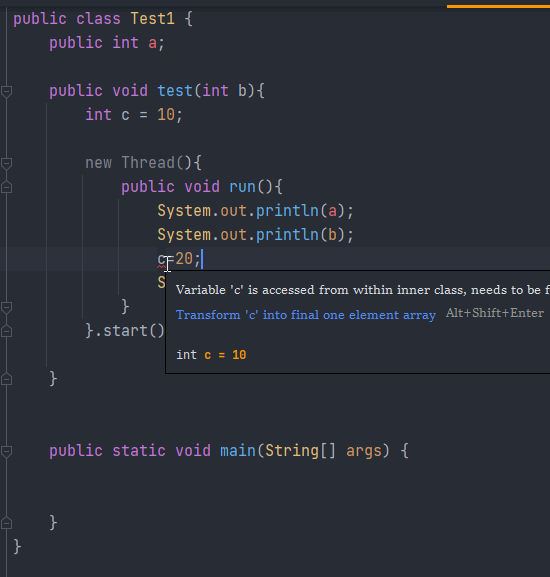 public class Test1 {
public int a;
public void test(int b){
int c = 10;
new Thread(){
public void run(){
System.out.println(a);
System.out.println(b);
c=20;
S
Variable 'c' is accessed from within inner class, needs to be f
Transform 'c' into final one element array Alt+Shift+Enter
int c = 10
}
}.start()
}
public static void main(String[] args) {
}
}